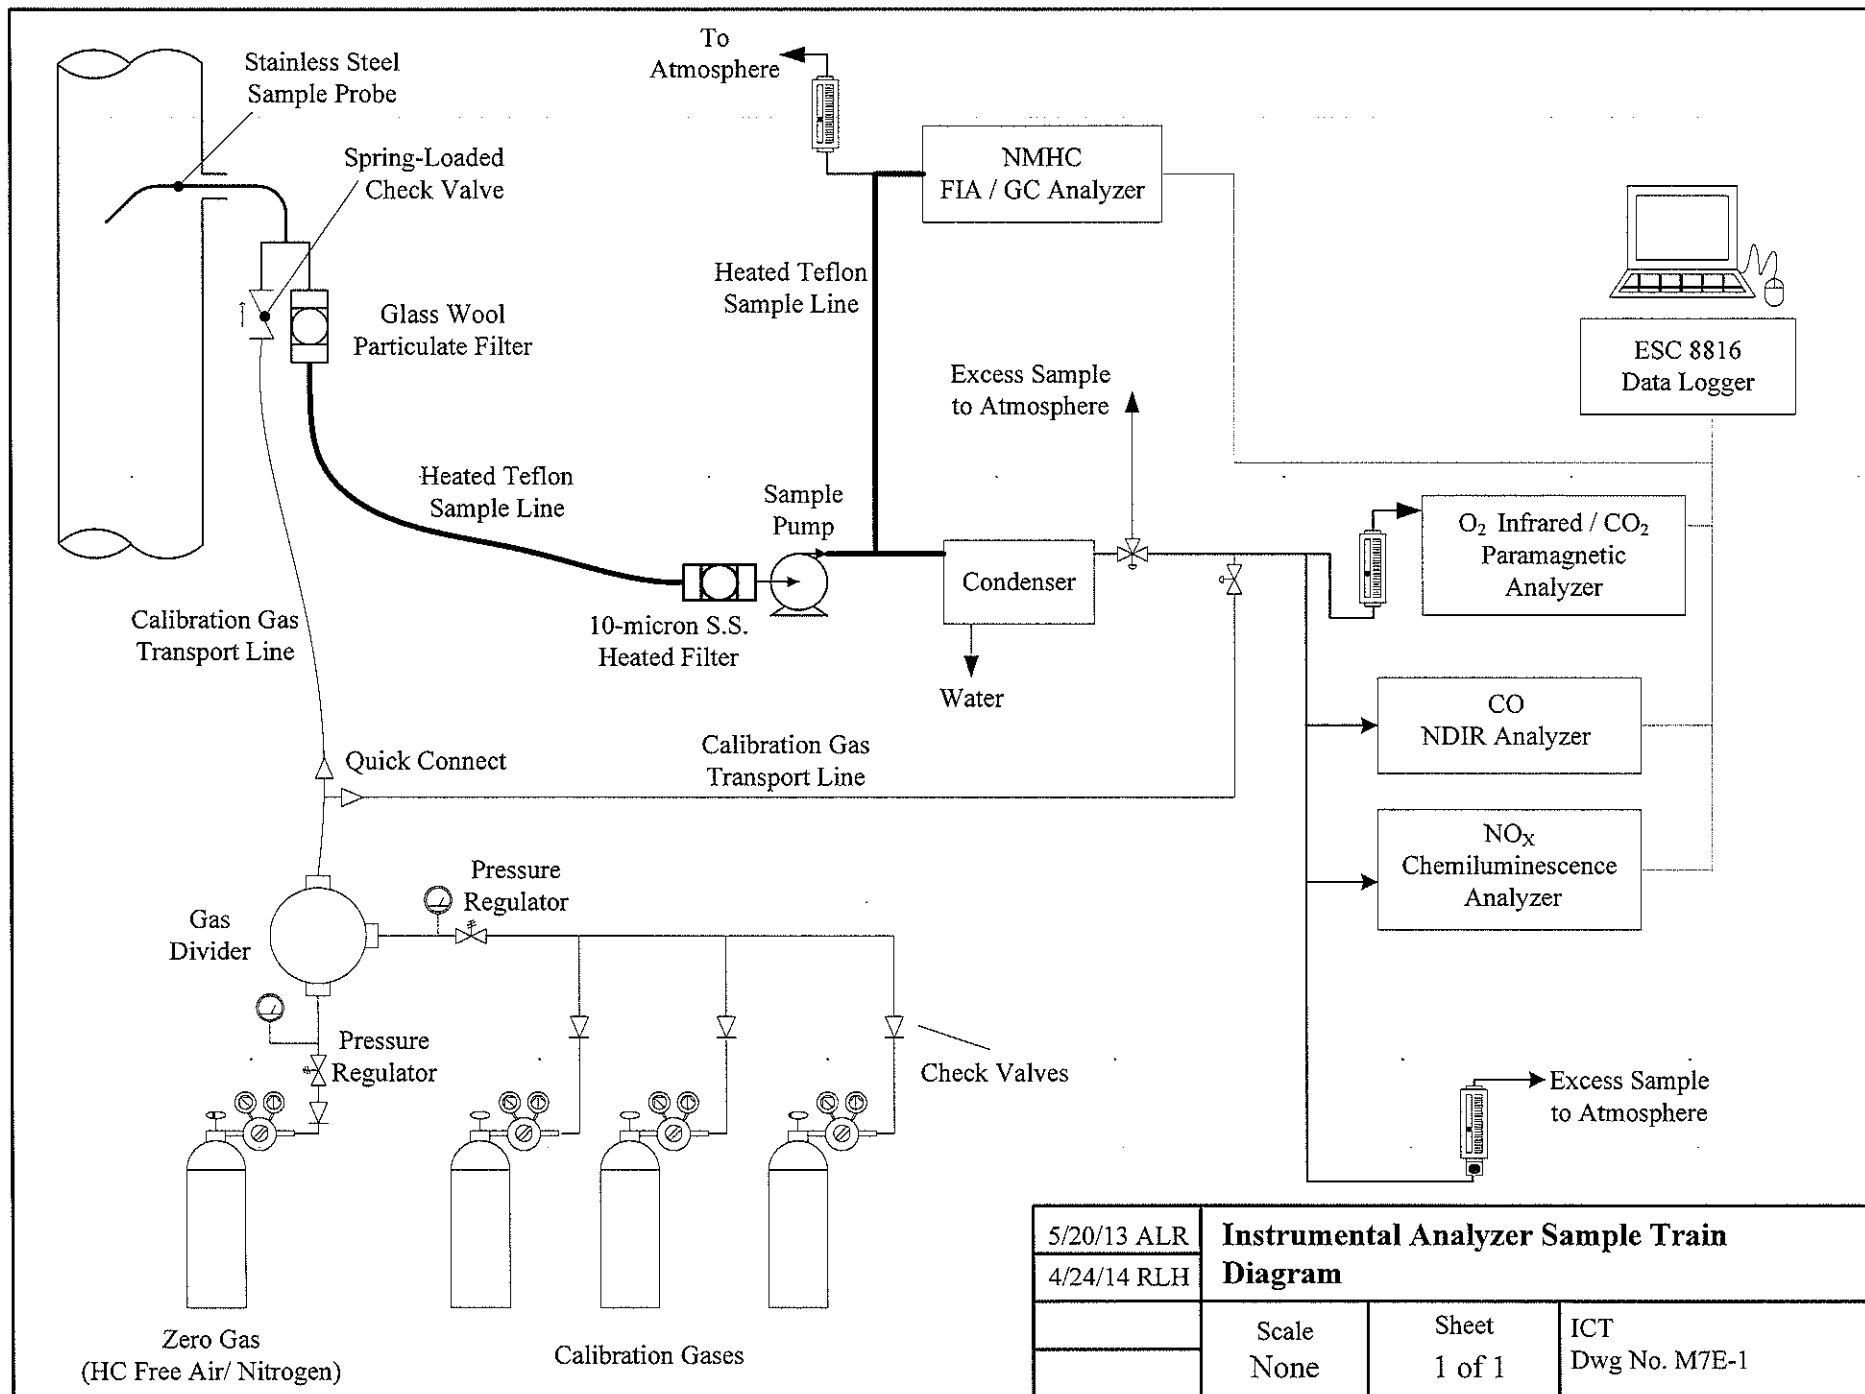 To
Atmosphere
Stainless Steel
Sample Probe
Spring-Loaded
Check Valve
NMHC
FIA / GC Analyzer
Heated Teflon
Sample Line
Glass Wool
Particulate Filter
ESC 8816
Data Logger
Excess Sample
to Atmosphere
Heated Teflon
Sample Line
Sample
Pump
O2 Infrared / CO2
Paramagnetic
Analyzer
Condenser
Calibration Gas
Transport Line
10-micron S.S.
Heated Filter
Water
CO
NDIR Analyzer
Quick Connect
Calibration Gas
Transport Line
NOX
Chemiluminescence
Analyzer
Pressure
Regulator
Gas
Divider
Pressure
Regulator
Check Valves
Excess Sample
to Atmosphere
Zero Gas
(HC Free Air/ Nitrogen)
Calibration Gases
5/20/13 ALR
4/24/14 RLH
Instrumental Analyzer Sample Train
Diagram
Scale
None
Sheet
1 of 1
ICT
Dwg No. M7E-1